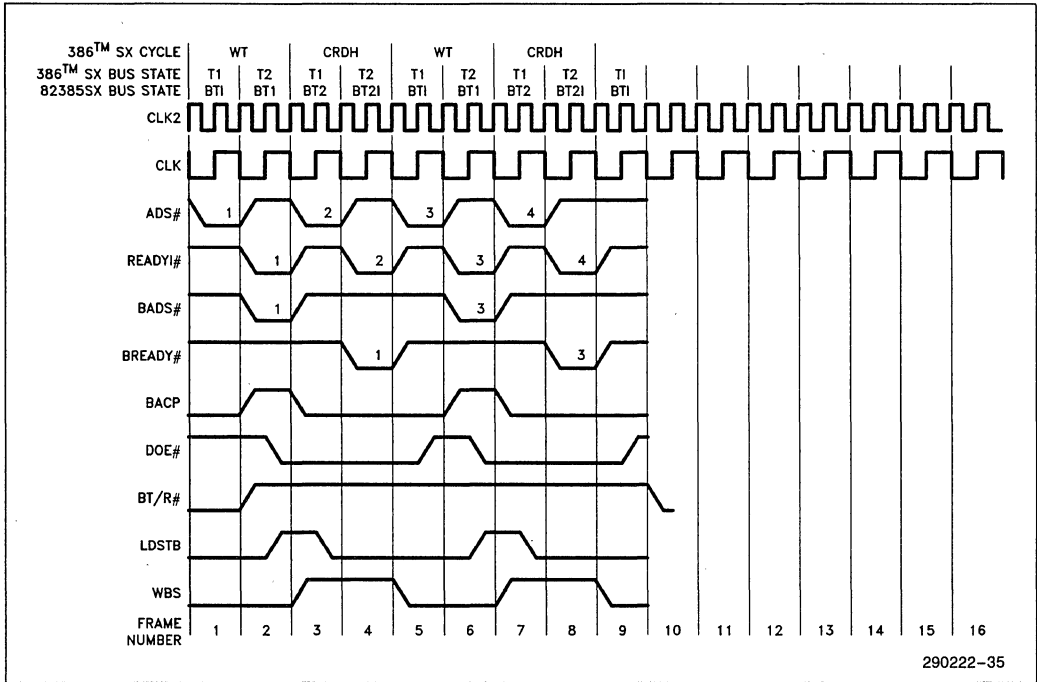 386™ SX CYCLE WT CRDH WT CRDH
386™ SX BUS STATE T1 T2 T1 T2 T1 T2 T1 T2 TI
82385SX BUS STATE BTI BT1 BT2 BT2I BTI BT1 BT2 BT2I BTI
CLK2
CLK
ADS# 1 2 3 4
READYI# 1 2 3 4
BADS# 1 3
BREADY# 1 3
BACP
DOE#
BT/R#
LDSTB
WBS
FRAME
NUMBER 1 2 3 4 5 6 7 8 9 10 11 12 13 14 15 16
290222-35